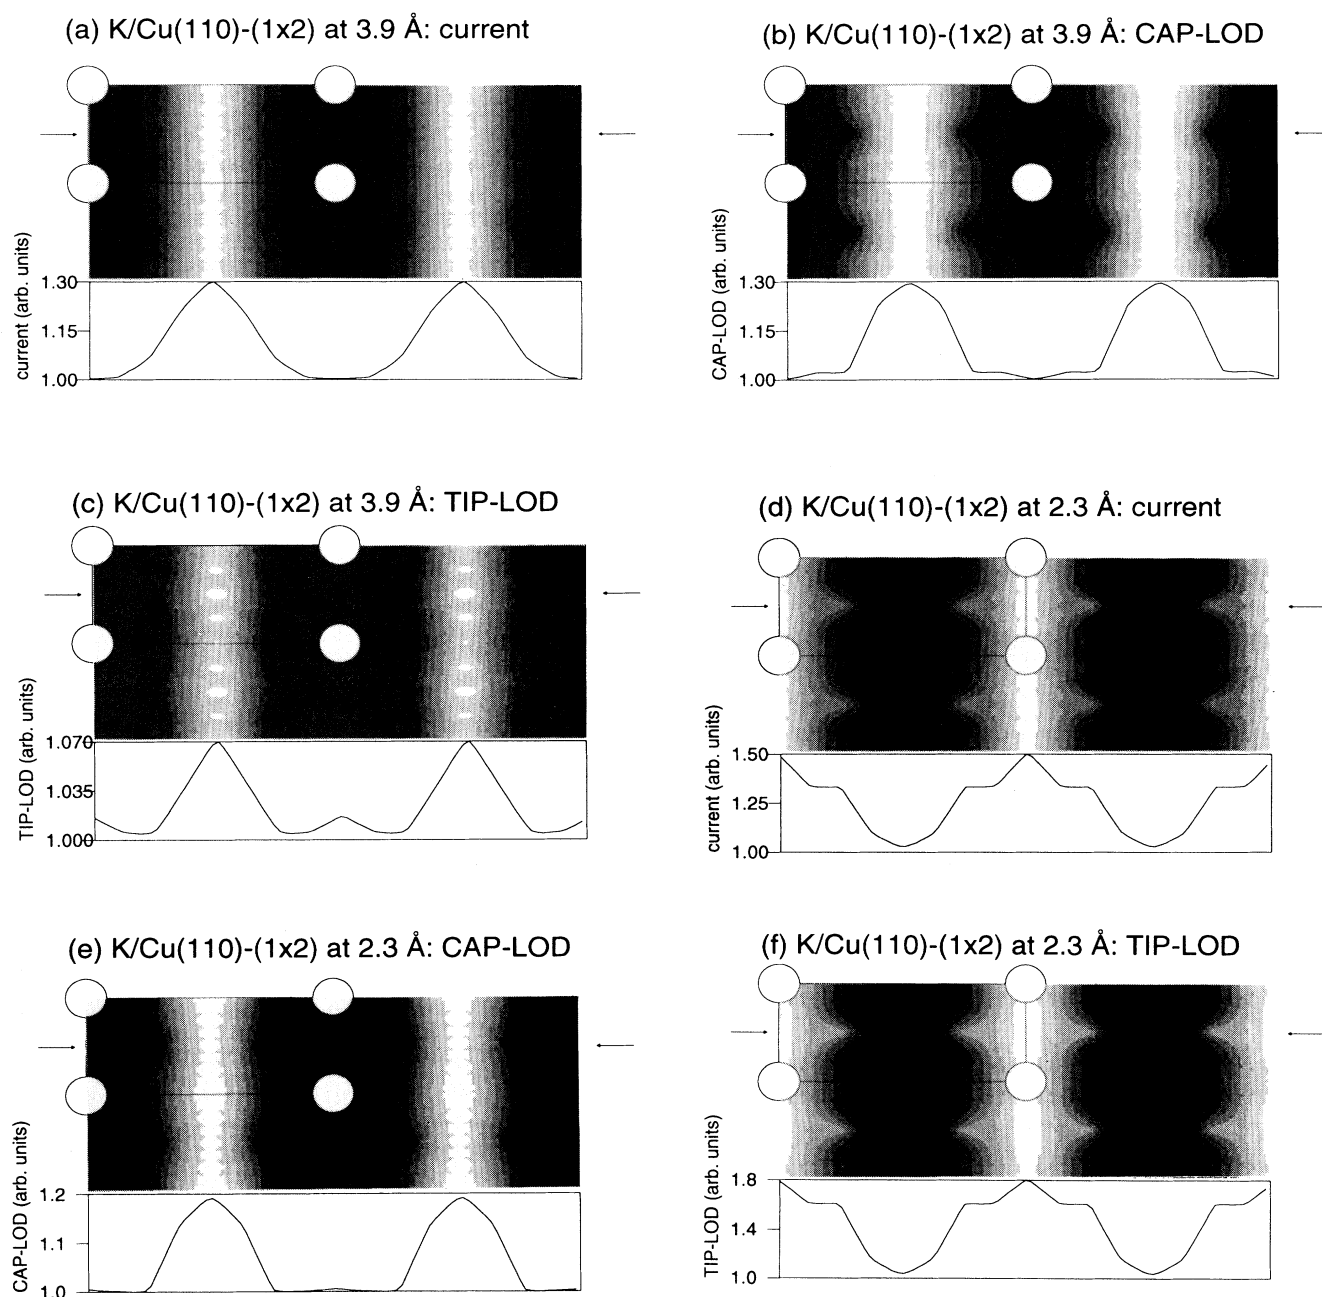 (a) K/Cu(110)-(1x2) at 3.9 Å: current
current (arb. units)
1.30
1.15
1.00
(b) K/Cu(110)-(1x2) at 3.9 Å: CAP-LOD
CAP-LOD (arb. units)
1.30
1.15
1.00
(c) K/Cu(110)-(1x2) at 3.9 Å: TIP-LOD
TIP-LOD (arb. units)
1.070
1.035
1.000
(d) K/Cu(110)-(1x2) at 2.3 Å: current
current (arb. units)
1.50
1.25
1.00
(e) K/Cu(110)-(1x2) at 2.3 Å: CAP-LOD
CAP-LOD (arb. units)
1.2
1.1
1.0
(f) K/Cu(110)-(1x2) at 2.3 Å: TIP-LOD
TIP-LOD (arb. units)
1.8
1.4
1.0